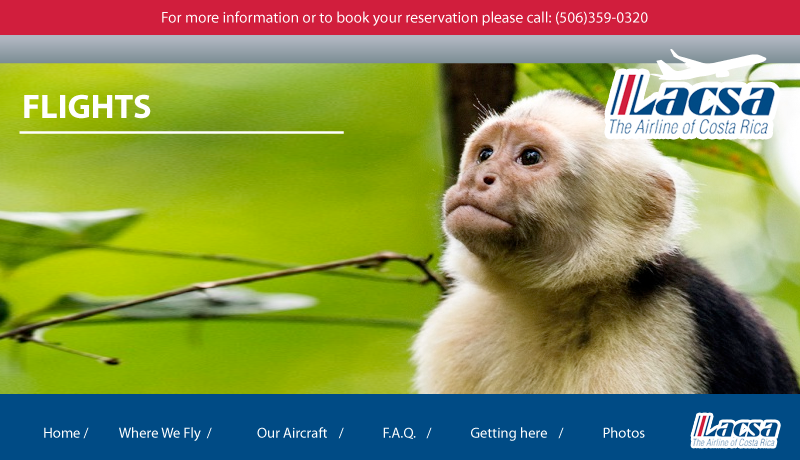 For more information or to book your reservation please call: (506)359-0320
FLIGHTS
Lacsa
The Airline of Costa Rica
Home / Where We Fly / Our Aircraft / F.A.Q. / Getting here / Photos
Lacsa
The Airline of Costa Rica